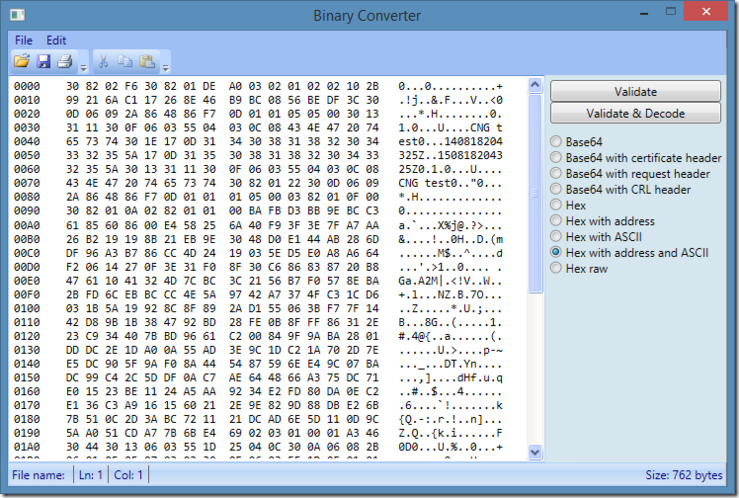 Binary Converter
File Edit
0000 30 82 02 F6 30 82 01 DE A0 03 02 01 02 02 10 2B 0...0..........+
0010 99 21 6A C1 17 26 8E 46 B9 BC 08 56 BE DF 3C 30 .!j..&.F...V..<0
0020 0D 06 09 2A 86 48 86 F7 0D 01 01 05 05 00 30 13 ...*.H........0.
0030 31 11 30 0F 06 03 55 04 03 0C 08 43 4E 47 20 74 1.0...U....CNG t
0040 65 73 74 30 1E 17 0D 31 34 30 38 31 38 32 30 34 est0...140818204
0050 33 32 35 5A 17 0D 31 35 30 38 31 38 32 30 34 33 325Z..1508182043
0060 32 35 5A 30 13 31 11 30 0F 06 03 55 04 03 0C 08 25Z0.1.0...U....
0070 43 4E 47 20 74 65 73 74 30 82 01 22 30 0D 06 09 CNG test0.."0...
0080 2A 86 48 86 F7 0D 01 01 01 05 00 03 82 01 0F 00 *.H.............
0090 30 82 01 0A 02 82 01 01 00 BA FB D3 BB 9E BC C3 0...............
00A0 61 85 60 86 00 E4 58 25 6A 40 F9 3F 3E 7F A7 AA a.`...X%j@.?>...
00B0 26 B2 19 19 8B 21 EB 9E 30 48 D0 E1 44 AB 28 6D &....!..0H..D.(m
00C0 DF 96 A3 B7 86 CC 4D 24 19 03 5E D5 E0 A8 A6 64 ......M$..^....d
00D0 F2 06 14 27 0F 3E 31 F0 8F 30 C6 86 83 87 20 B8 ...'.>1..0.... .
00E0 47 61 10 41 32 4D 7C BC 3C 21 56 B7 F0 57 8E BA Ga.A2M|.<!V..W..
00F0 2B FD 6C EB BC CC 4E 5A 97 42 A7 37 4F C3 1C D6 +.l...NZ.B.7O...
0100 03 1B 5A 19 92 8C 8F 89 2A D1 55 06 3B F7 7F 14 ..Z.....*.U.;...
0110 42 D8 9B 1B 38 47 92 BD 28 FE 0B 8F FF 86 31 2E B...8G..(.....1.
0120 23 C9 34 40 7B BD 96 61 C2 00 84 9F 9A BA 28 01 #.4@{..a......(.
0130 DD DC 2E 1D A0 0A 55 AD 3E 9C 1D C2 1A 70 2D 7E ......U.>....p-~
0140 E5 DC 90 5F 9A F0 8A 44 54 87 59 6E E4 9C 07 BA ..._...DT.Yn....
0150 DC 99 C4 2C 5D DF 0A C7 AE 64 48 66 A3 75 DC 71 ...,]....dHf.u.q
0160 E0 15 23 BE 11 24 A5 AA 92 34 E2 FD 80 DA 0E C2 ..#..$...4......
0170 E1 36 C3 A9 16 15 60 21 2E 9E 82 9D 88 DB E2 6B .6....`!.......k
0180 7B 51 0C 2D 3A BC 72 11 21 DC AD 6E 5D 11 0D 9C {Q.-:.r.!..n]...
0190 5A A0 51 CD A7 7B 6B E4 69 02 03 01 00 01 A3 46 Z.Q..{k.i......F
01A0 30 44 30 13 06 03 55 1D 25 04 0C 30 0A 06 08 2B 0D0...U.%..0...+
Validate
Validate & Decode
Base64
Base64 with certificate header
Base64 with request header
Base64 with CRL header
Hex
Hex with address
Hex with ASCII
Hex with address and ASCII
Hex raw
File name: Ln: 1 Col: 1 Size: 762 bytes